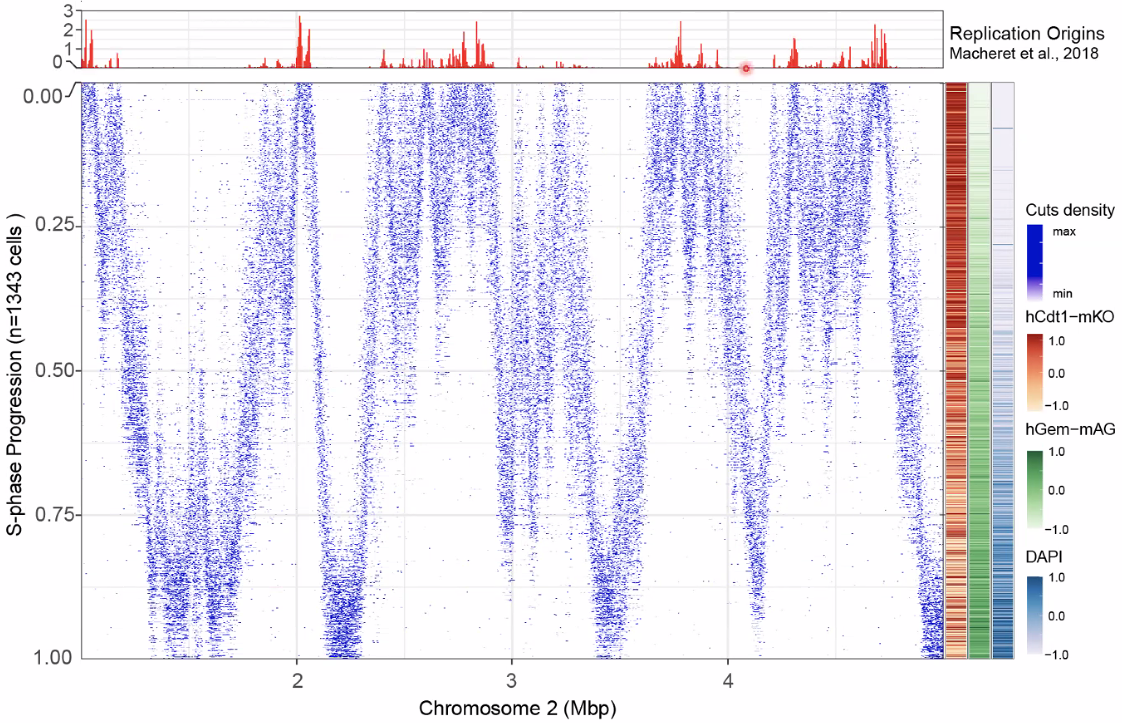 3
2
1
0
Replication Origins
Macheret et al., 2018
0.00
0.25
0.50
0.75
1.00
S-phase Progression (n=1343 cells )
2
3
4
Chromosome 2 (Mbp)
Cuts density
max
min
hCdt1−mKO
1.0
0.0
−1.0
hGem−mAG
1.0
0.0
−1.0
DAPI
1.0
0.0
−1.0